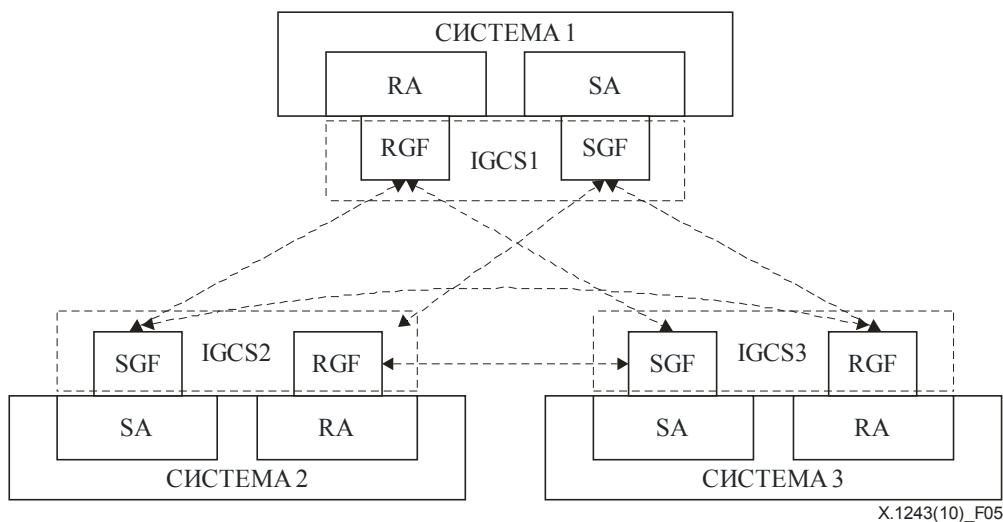 СИСТЕМА 1
RA
SA
RGF
IGCS1
SGF
SGF
IGCS2
RGF
SGF
IGCS3
RGF
SA
RA
SA
RA
СИСТЕМА 2
СИСТЕМА 3
X.1243(10)_F05